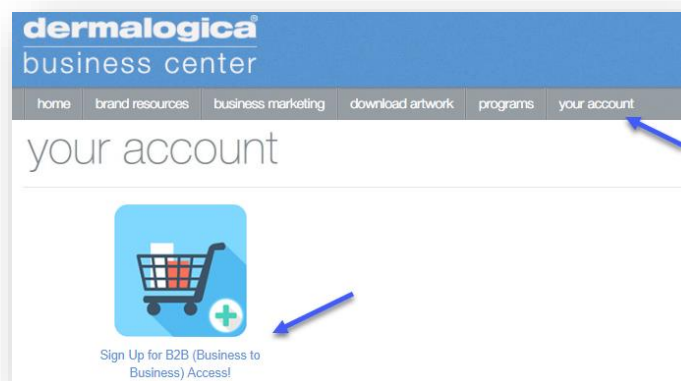 dermalogica®
business center
home brand resources business marketing download artwork programs your account
your account
Sign Up for B2B (Business to
Business) Access!